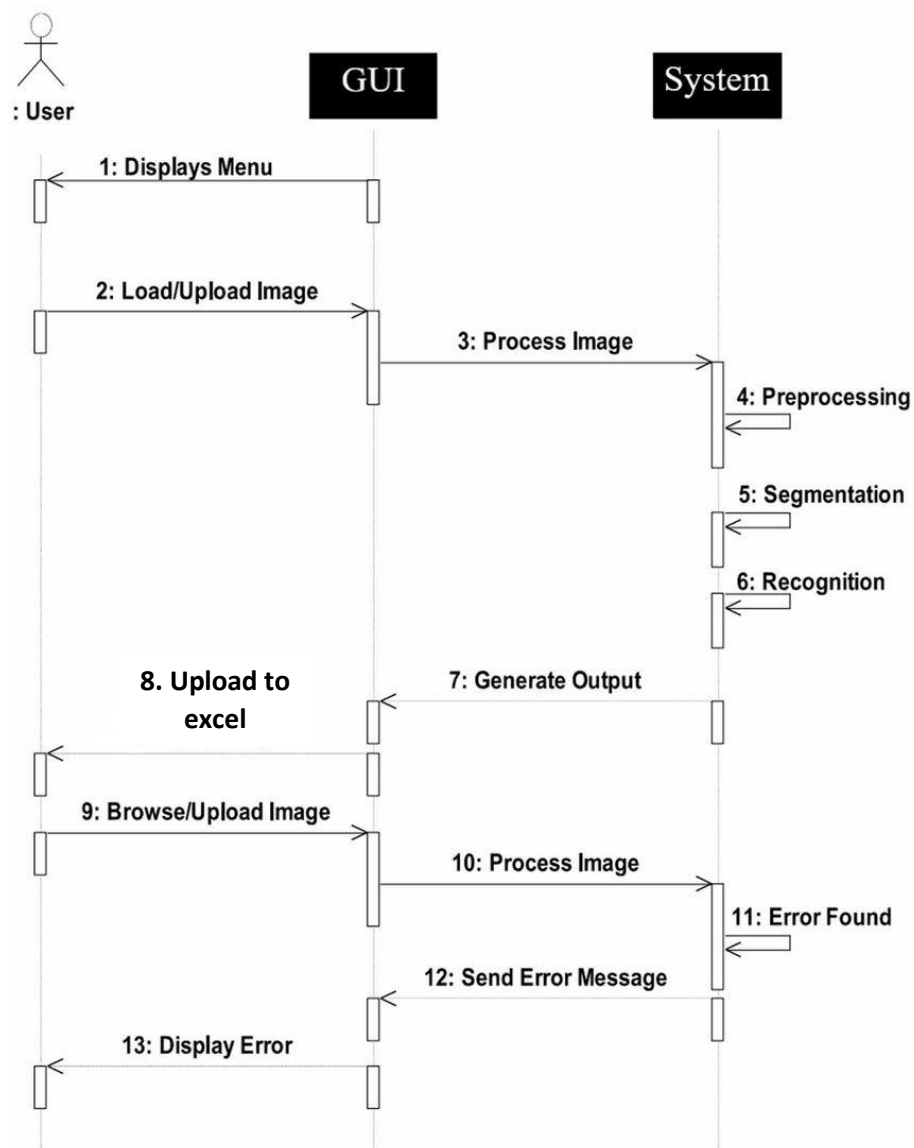 GUI
System
: User
1: Displays Menu
2: Load/Upload Image
3: Process Image
4: Preprocessing
5: Segmentation
6: Recognition
7: Generate Output
8. Upload to
excel
9: Browse/Upload Image
10: Process Image
11: Error Found
12: Send Error Message
13: Display Error